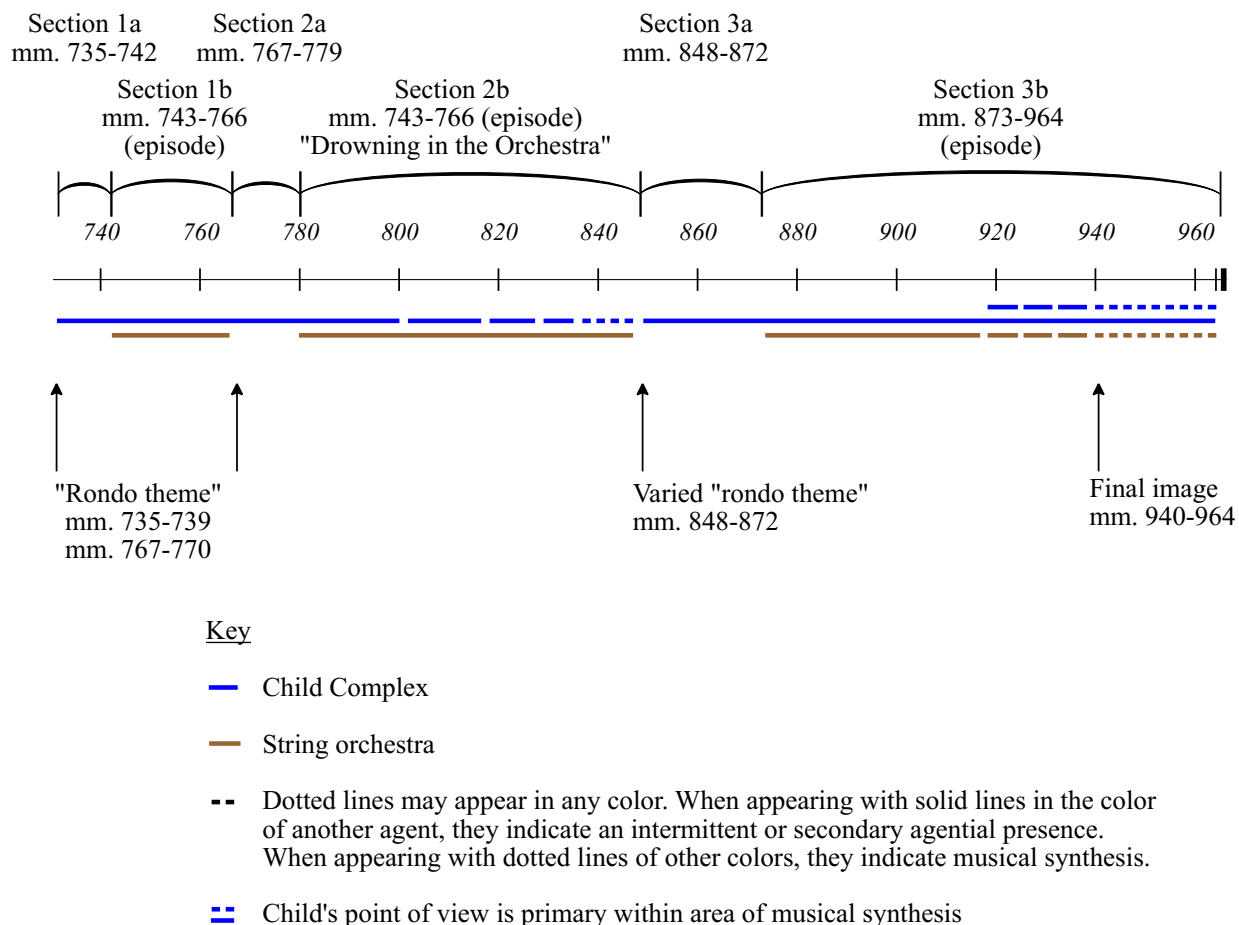 Section 1a
mm. 735-742
Section 2a
mm. 767-779
Section 3a
mm. 848-872
Section 1b
mm. 743-766
(episode)
Section 2b
mm. 743-766 (episode)
"Drowning in the Orchestra"
Section 3b
mm. 873-964
(episode)
740 760 780 800 820 840 860 880 900 920 940 960
"Rondo theme"
mm. 735-739
mm. 767-770
Varied "rondo theme"
mm. 848-872
Final image
mm. 940-964
Key
Child Complex
String orchestra
Dotted lines may appear in any color. When appearing with solid lines in the color
of another agent, they indicate an intermittent or secondary agential presence.
When appearing with dotted lines of other colors, they indicate musical synthesis.
Child's point of view is primary within area of musical synthesis